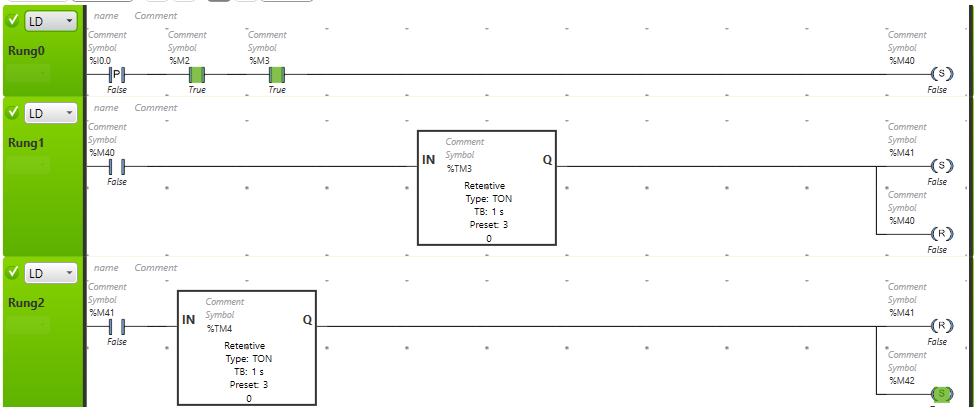 LD
name Comment
Rung0
Comment Comment Comment Comment
Symbol Symbol Symbol Symbol
%I0.0 %M2 %M3 %M40
P S
False True True False
LD
name Comment
Rung1
Comment Comment
Symbol Symbol
%M40 %M41
Comment
Symbol
%TM3
IN Q
S
False False
Retentive
Type: TON
TB: 1 s
Preset: 3
0
Comment
Symbol
%M40
R
False
LD
name Comment
Rung2
Comment Comment
Symbol Symbol
%M41 %M41
Comment
Symbol
%TM4
IN Q
R
False False
Retentive
Type: TON
TB: 1 s
Preset: 3
0
Comment
Symbol
%M42
S